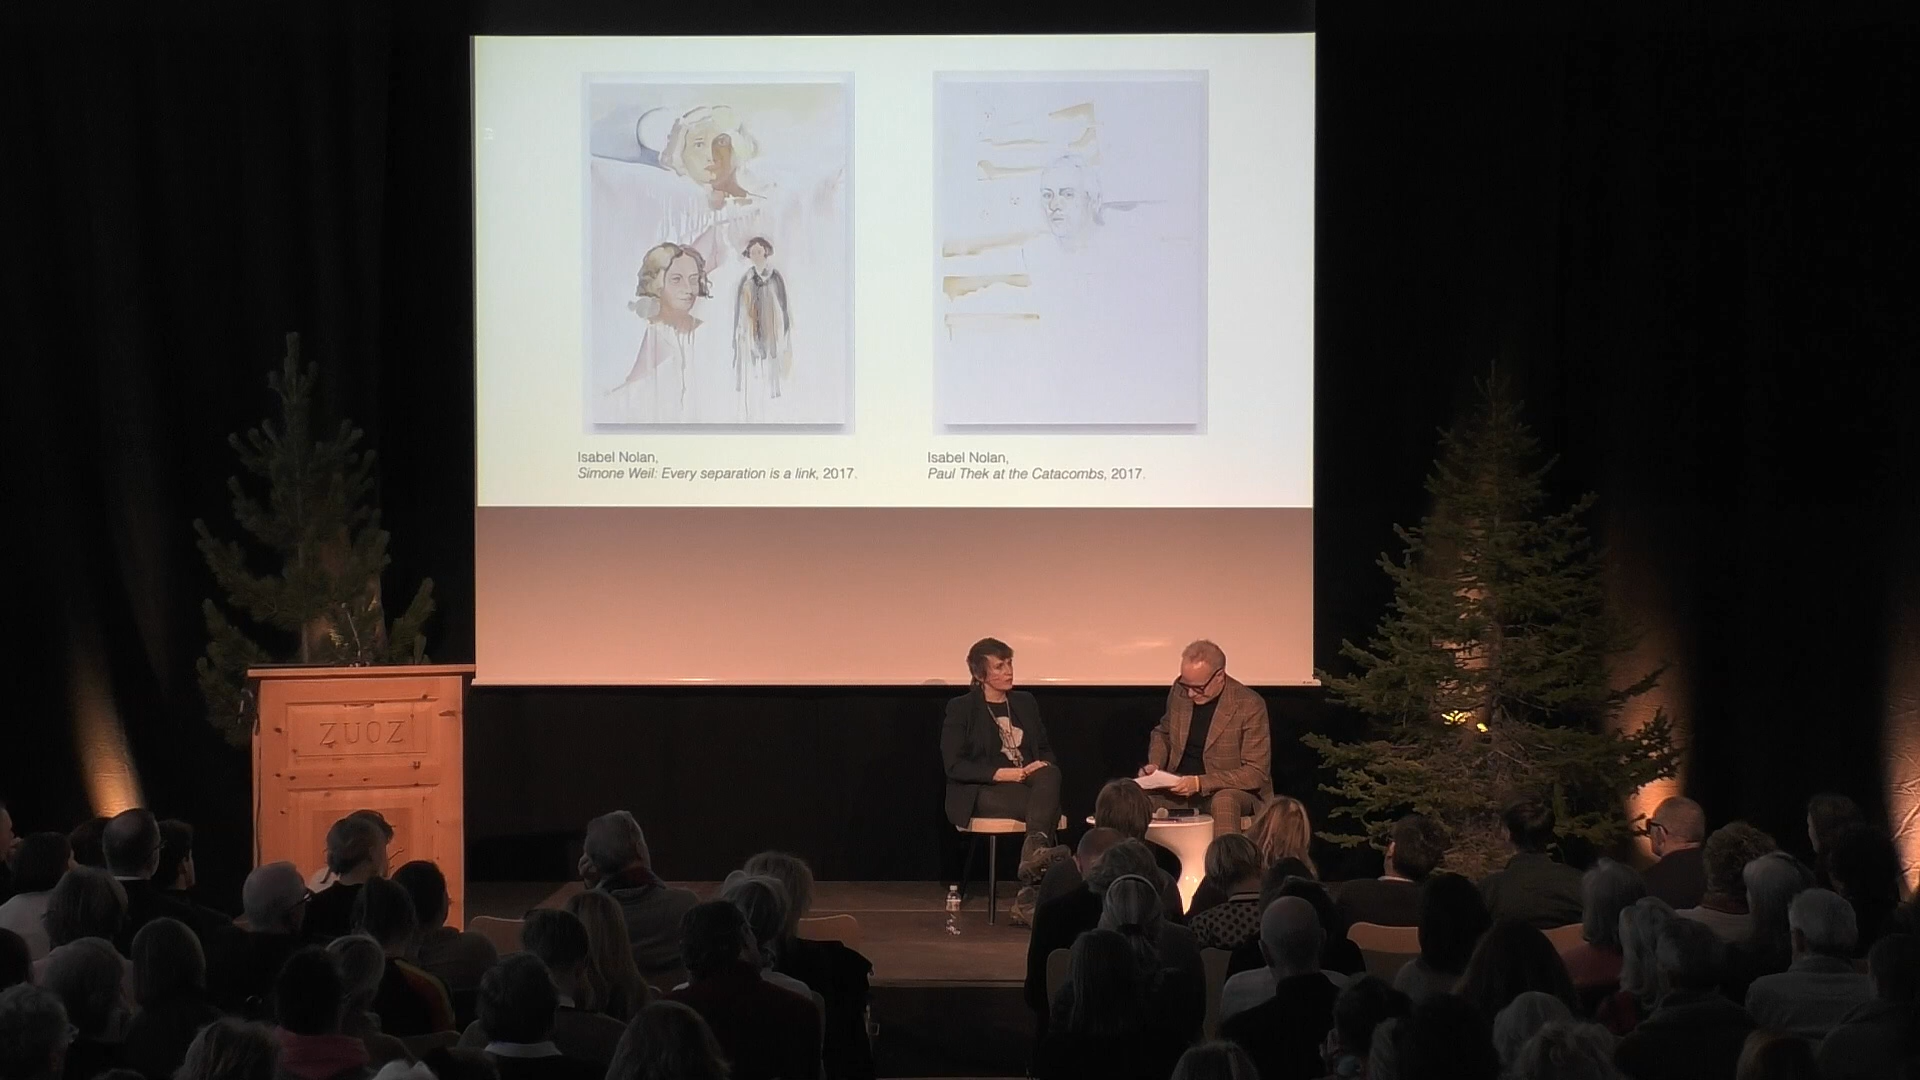 Isabel Nolan,
Simone Weil: Every separation is a link, 2017.
Isabel Nolan,
Paul Thek at the Catacombs, 2017.
ZUOZ